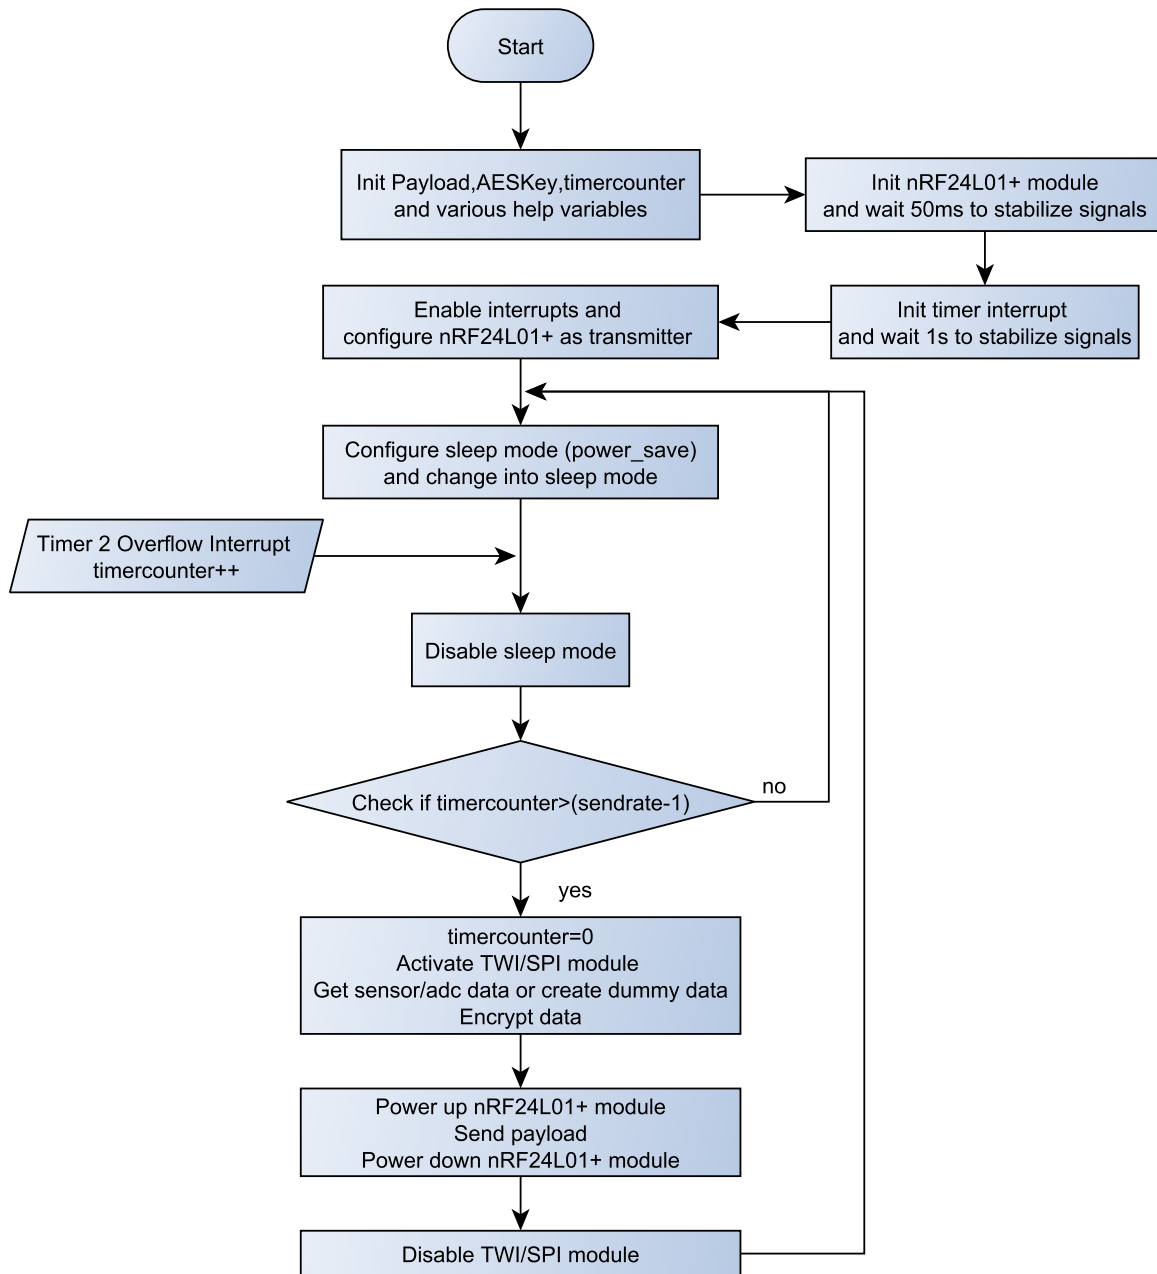 Start
Init Payload,AESKey,timercounter
and various help variables
Init nRF24L01+ module
and wait 50ms to stabilize signals
Init timer interrupt
and wait 1s to stabilize signals
Enable interrupts and
configure nRF24L01+ as transmitter
Configure sleep mode (power_save)
and change into sleep mode
Timer 2 Overflow Interrupt
timercounter++
Disable sleep mode
Check if timercounter>(sendrate-1)
no
yes
timercounter=0
Activate TWI/SPI module
Get sensor/adc data or create dummy data
Encrypt data
Power up nRF24L01+ module
Send payload
Power down nRF24L01+ module
Disable TWI/SPI module